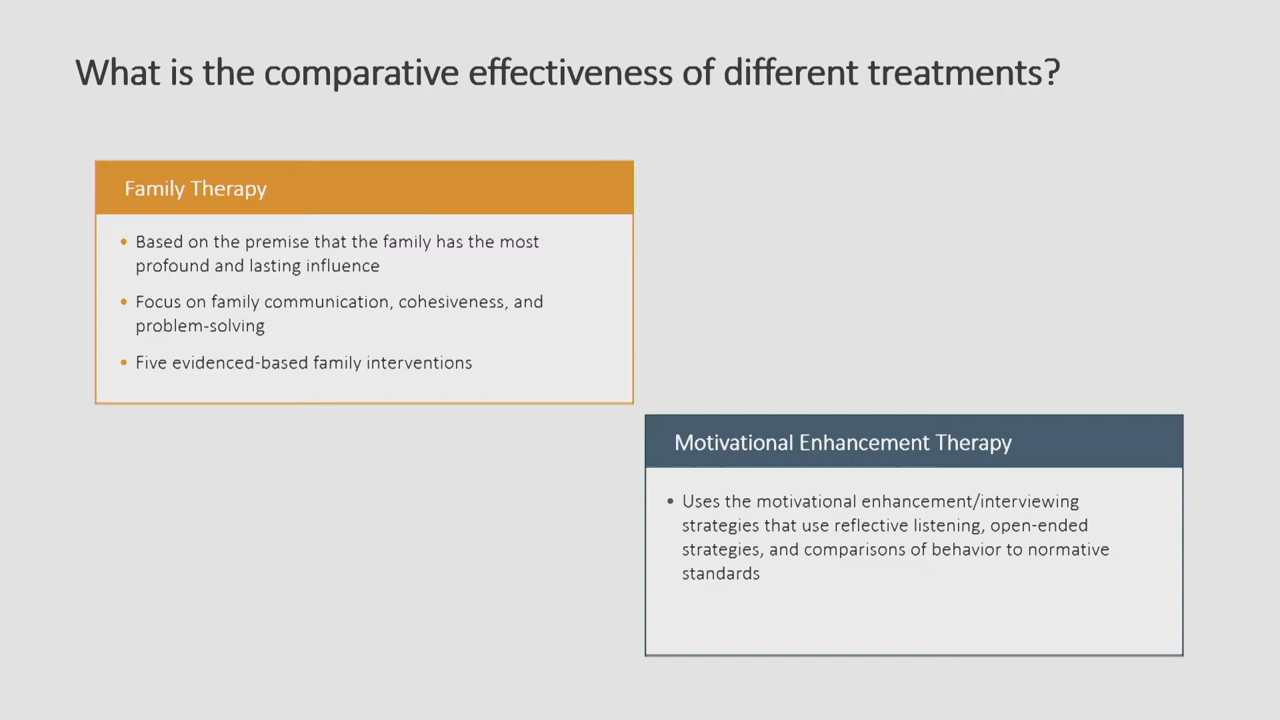 What is the comparative effectiveness of different treatments?
Family Therapy
• Based on the premise that the family has the most
profound and lasting influence
• Focus on family communication, cohesiveness, and
problem-solving
• Five evidenced-based family interventions
Motivational Enhancement Therapy
• Uses the motivational enhancement/interviewing
strategies that use reflective listening, open-ended
strategies, and comparisons of behavior to normative
standards